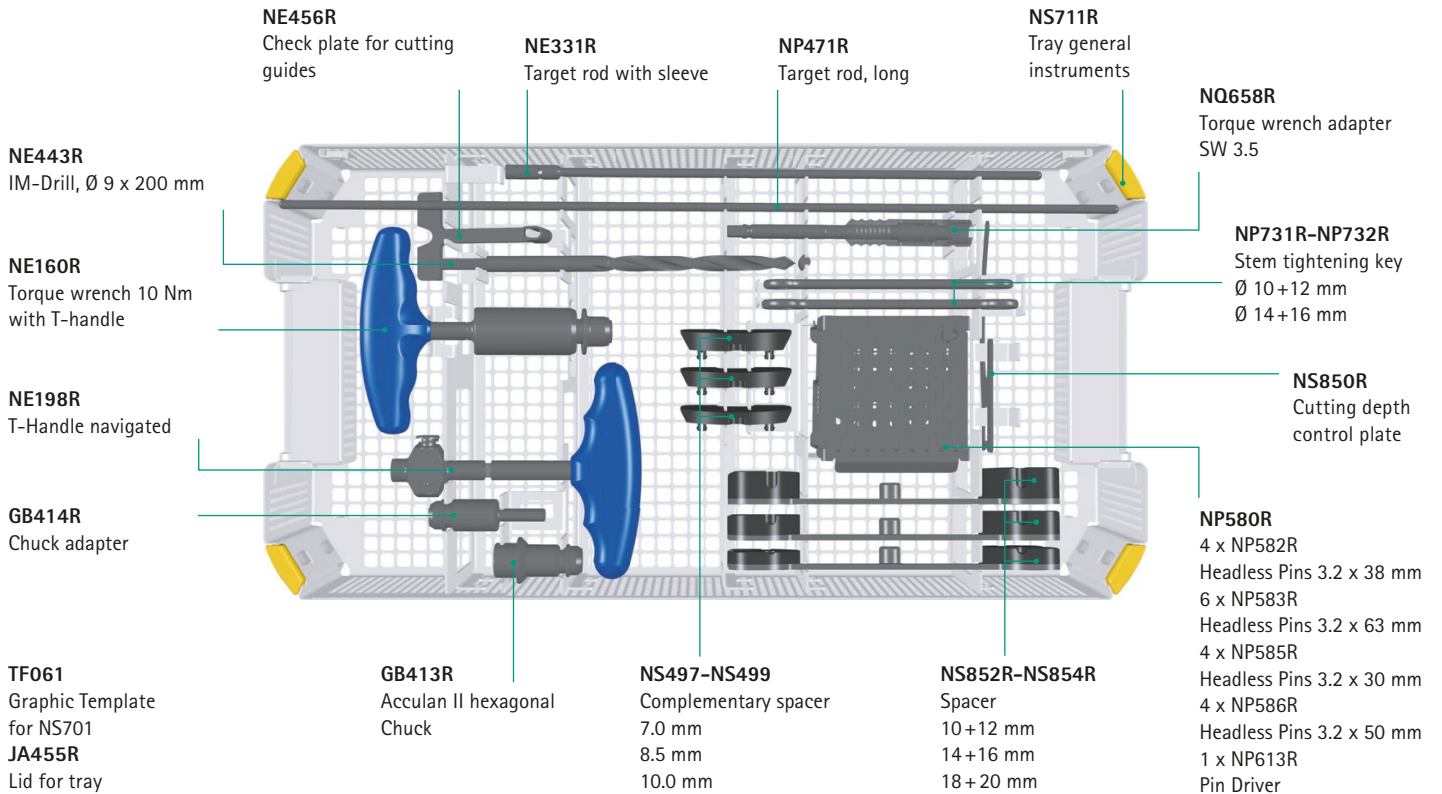 NE456R
Check plate for cutting
guides
NE331R
Target rod with sleeve
NP471R
Target rod, long
NS711R
Tray general
instruments
NQ658R
Torque wrench adapter
SW 3.5
NE443R
IM-Drill, Ø 9 x 200 mm
NP731R–NP732R
Stem tightening key
Ø 10+12 mm
Ø 14+16 mm
NE160R
Torque wrench 10 Nm
with T-handle
NS850R
Cutting depth
control plate
NE198R
T-Handle navigated
GB414R
Chuck adapter
NP580R
4 x NP582R
Headless Pins 3.2 x 38 mm
6 x NP583R
Headless Pins 3.2 x 63 mm
4 x NP585R
Headless Pins 3.2 x 30 mm
4 x NP586R
Headless Pins 3.2 x 50 mm
1 x NP613R
Pin Driver
TF061
Graphic Template
for NS701
JA455R
Lid for tray
GB413R
Acculan II hexagonal
Chuck
NS497–NS499
Complementary spacer
7.0 mm
8.5 mm
10.0 mm
NS852R–NS854R
Spacer
10+12 mm
14+16 mm
18+20 mm